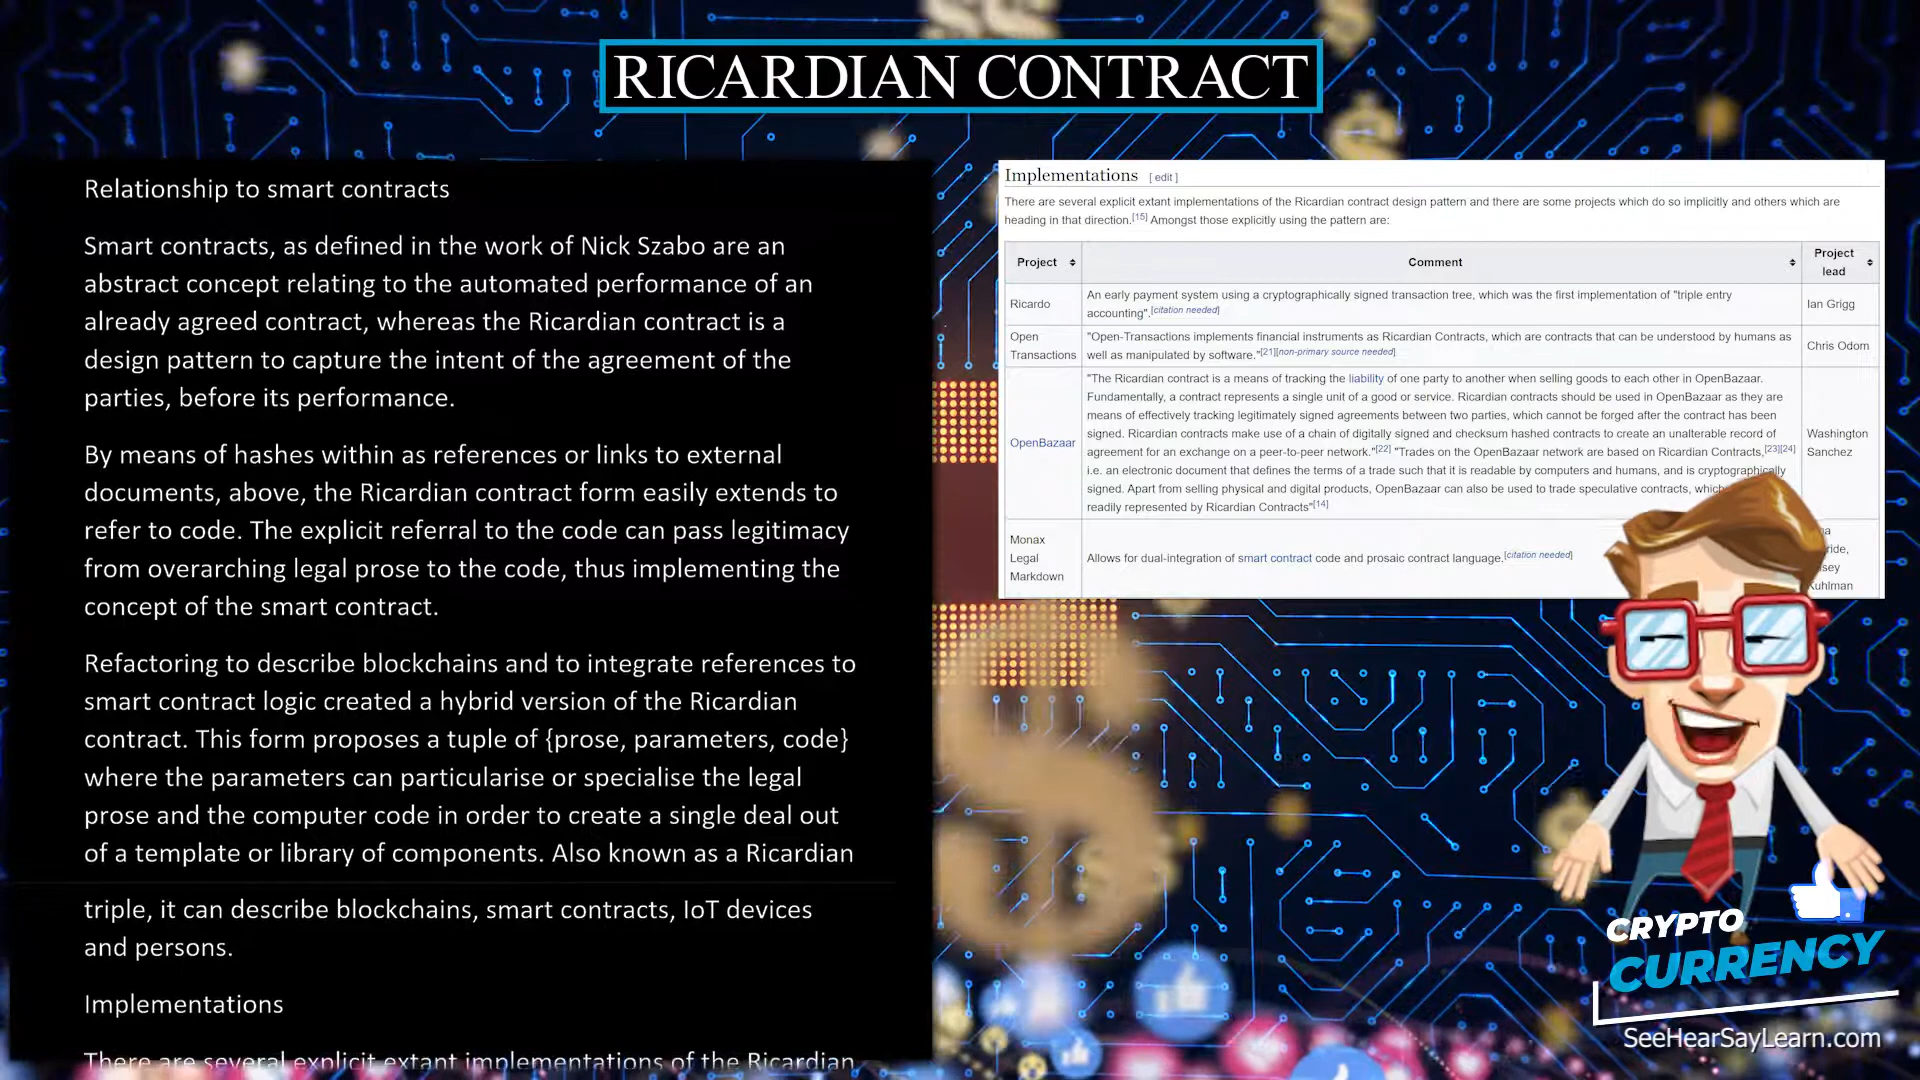 RICARDIAN CONTRACT
Relationship to smart contracts
Smart contracts, as defined in the work of Nick Szabo are an
abstract concept relating to the automated performance of an
already agreed contract, whereas the Ricardian contract is a
design pattern to capture the intent of the agreement of the
parties, before its performance.
By means of hashes within as references or links to external
documents, above, the Ricardian contract form easily extends to
refer to code. The explicit referral to the code can pass legitimacy
from overarching legal prose to the code, thus implementing the
concept of the smart contract.
Refactoring to describe blockchains and to integrate references to
smart contract logic created a hybrid version of the Ricardian
contract. This form proposes a tuple of {prose, parameters, code}
where the parameters can particularise or specialise the legal
prose and the computer code in order to create a single deal out
of a template or library of components. Also known as a Ricardian
triple, it can describe blockchains, smart contracts, IoT devices
and persons.
Implementations
There are several explicit extant implementations of the Ricardian
Implementations [ edit ]
There are several explicit extant implementations of the Ricardian contract design pattern and there are some projects which do so implicitly and others which are
heading in that direction.[15] Amongst those explicitly using the pattern are:
Project Comment Project
lead
Ricardo
An early payment system using a cryptographically signed transaction tree, which was the first implementation of "triple entry
accounting".[citation needed]
Ian Grigg
Open
Transactions
"Open-Transactions implements financial instruments as Ricardian Contracts, which are contracts that can be understood by humans as
well as manipulated by software."[21][non-primary source needed]
Chris Odom
OpenBazaar
"The Ricardian contract is a means of tracking the liability of one party to another when selling goods to each other in OpenBazaar.
Fundamentally, a contract represents a single unit of a good or service. Ricardian contracts should be used in OpenBazaar as they are
means of effectively tracking legitimately signed agreements between two parties, which cannot be forged after the contract has been
signed. Ricardian contracts make use of a chain of digitally signed and checksum hashed contracts to create an unalterable record of
agreement for an exchange on a peer-to-peer network."[22] "Trades on the OpenBazaar network are based on Ricardian Contracts,[23][24]
i.e. an electronic document that defines the terms of a trade such that it is readable by computers and humans, and is cryptographically
signed. Apart from selling physical and digital products, OpenBazaar can also be used to trade speculative contracts,
readily represented by Ricardian Contracts"[14]
Washington
Sanchez
Monax
Legal
Markdown
Allows for dual-integration of smart contract code and prosaic contract language.[citation needed]
Kuhlman
CRYPTO
CURRENCY
SeeHearSayLearn.com